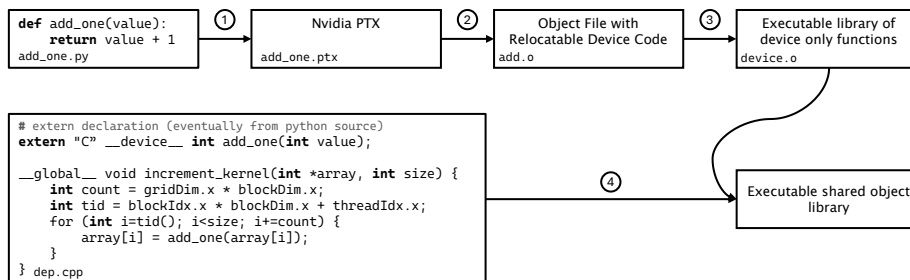 def add_one(value):
    return value + 1
add_one.py
1
Nvidia PTX
add_one.ptx
2
Object File with
Relocatable Device Code
add.o
3
Executable library of
device only functions
device.o
# extern declaration (eventually from python source)
extern "C” __device__ int add_one(int value);
__global__ void increment_kernel(int *array, int size) {
    int count = gridDim.x * blockDim.x;
    int tid = blockIdx.x * blockDim.x + threadIdx.x;
    for (int i=tid(); i<size; i+=count) {
        array[i] = add_one(array[i]);
    }
} dep.cpp
4
Executable shared object
library